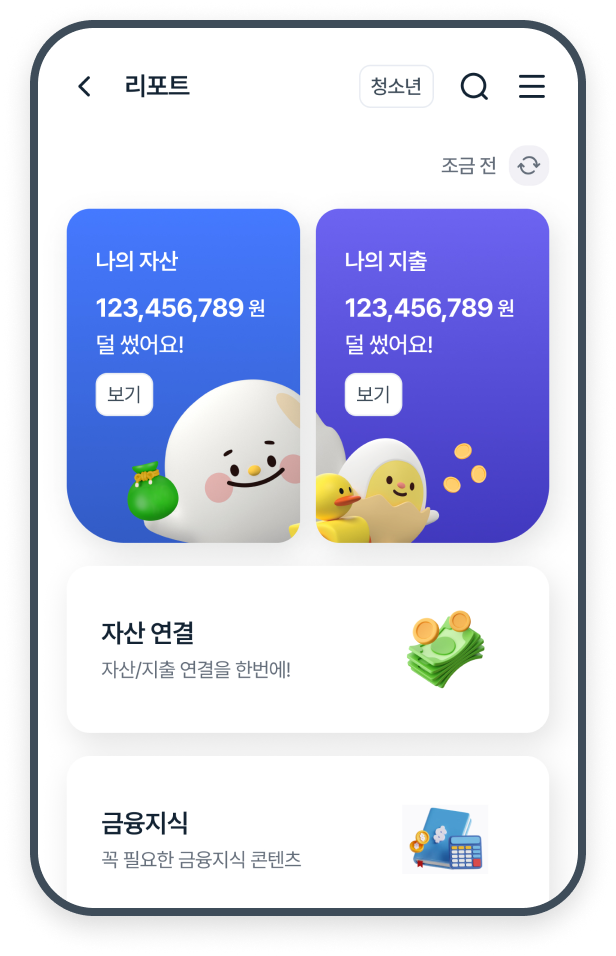 리포트
청소년
조금 전
나의 자산
123,456,789 원
덜 썼어요!
보기
나의 지출
123,456,789 원
덜 썼어요!
보기
자산 연결
자산/지출 연결을 한번에!
금융지식
꼭 필요한 금융지식 콘텐츠